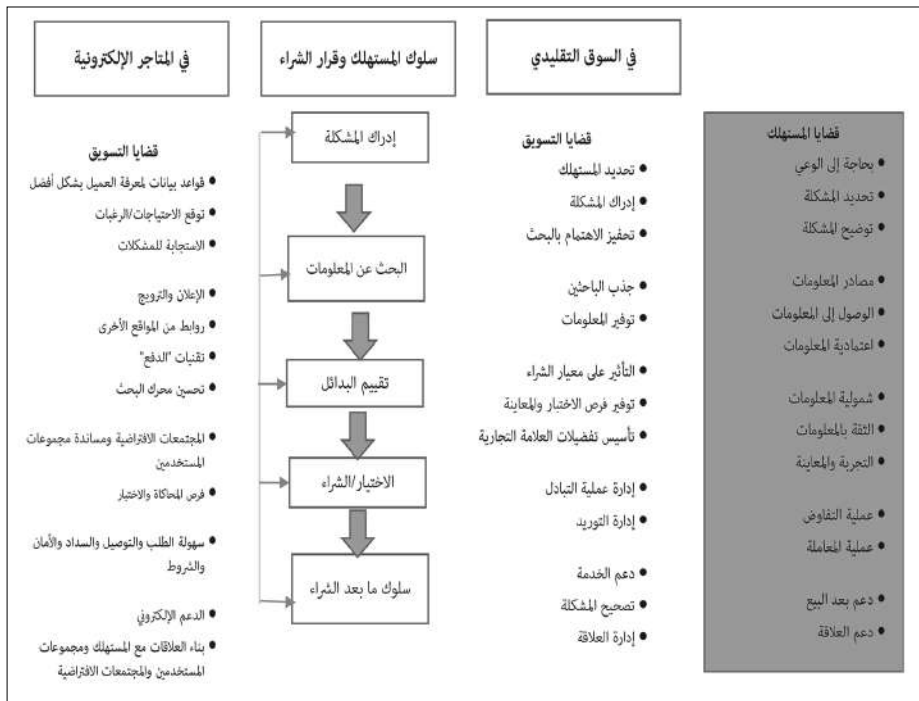 في السوق التقليدي
سلوك المستهلك وقرار الشراء
في المتاجر الإلكترونية
قضايا المستهلك
• بحاجة إلى الوعي
• تحديد المشكلة
• توضيح المشكلة
• مصادر المعلومات
• الوصول إلى المعلومات
• اعتمادية المعلومات
• شمولية المعلومات
• الثقة بالمعلومات
• التجربة والمعاينة
• عملية التفاوض
• عملية المعاملة
• دعم بعد البيع
• دعم العلاقة
قضايا التسويق
• تحديد المستهلك
• إدراك المشكلة
• تحفيز الاهتمام بالبحث
• جذب الباحثين
• توفير المعلومات
• التأثير على معيار الشراء
• توفير فرص الاختبار والمعاينة
• تأسيس تفضيلات العلامة التجارية
• إدارة عملية التبادل
• إدارة التوريد
• دعم الخدمة
• تصحيح المشكلة
• إدارة العلاقة
إدراك المشكلة
البحث عن المعلومات
تقييم البدائل
الاختيار/الشراء
سلوك ما بعد الشراء
قضايا التسويق
• قواعد بيانات لمعرفة العميل بشكل أفضل
• توقع الاحتياجات/الرغبات
• الاستجابة للمشكلات
• الإعلان والترويج
• روابط من المواقع الأخرى
• تقنيات "الدفع"
• تحسين محرك البحث
• المجتمعات الافتراضية ومساندة مجموعات
المستخدمين
• فرص المحاكاة والاختبار
• سهولة الطلب والتوصيل والسداد والأمان
والشروط
• الدعم الإلكتروني
• بناء العلاقات مع المستهلك ومجموعات
المستخدمين والمجتمعات الافتراضية